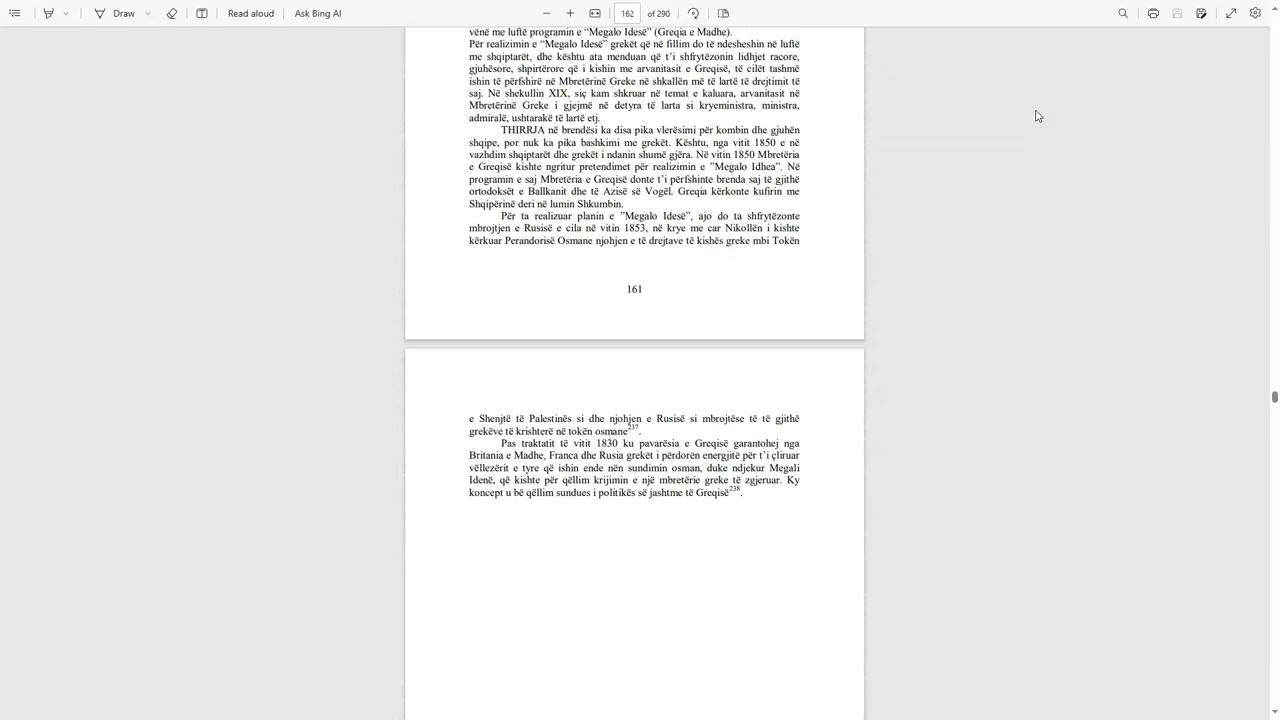 Draw
Read aloud
Ask Bing AI
162
of 290
vënë me luftë programin e “Megalo Idesë” (Greqia e Madhe).
Për realizimin e “Megalo Idesë” grekët që në fillim do të ndesheshin në luftë
me shqiptarët, dhe kështu ata menduan që t’i shfrytëzonin lidhjet racore,
gjuhësore, shpirtërore që i kishin me arvanitasit e Greqisë, të cilët tashmë
ishin të përfshirë në Mbretërinë Greke në shkallën më të lartë të drejtimit të
saj. Në shekullin XIX, siç kam shkruar në temat e kaluara, arvanitasit në
Mbretërinë Greke i gjejmë në detyra të larta si kryeministra, ministra,
admiralë, ushtarakë të lartë etj.
THIRRJA në brendësi ka disa pika vlerësimi për kombin dhe gjuhën
shqipe, por nuk ka pika bashkimi me grekët. Kështu, nga vitit 1850 e në
vazhdim shqiptarët dhe grekët i ndanin shumë gjëra. Në vitin 1850 Mbretëria
e Greqisë kishte ngritur pretendimet për realizimin e ”Megalo Idhea”. Në
programin e saj Mbretëria e Greqisë donte t’i përfshinte brenda saj të gjithë
ortodoksët e Ballkanit dhe të Azisë së Vogël. Greqia kërkonte kufirin me
Shqipërinë deri në lumin Shkumbin.
Për ta realizuar planin e ”Megalo Idesë”, ajo do ta shfrytëzonte
mbrojtjen e Rusisë e cila në vitin 1853, në krye me car Nikollën i kishte
kërkuar Perandorisë Osmane njohjen e të drejtave të kishës greke mbi Tokën
161
e Shenjtë të Palestinës si dhe njohjen e Rusisë si mbrojtëse të të gjithë
grekëve të krishterë në tokën osmane237.
Pas traktatit të vitit 1830 ku pavarësia e Greqisë garantohej nga
Britania e Madhe, Franca dhe Rusia grekët i përdorën energjitë për t’i çliruar
vëllezërit e tyre që ishin ende nën sundimin osman, duke ndjekur Megali
Idenë, që kishte për qëllim krijimin e një mbretërie greke të zgjeruar. Ky
koncept u bë qëllim sundues i politikës së jashtme të Greqisë238.